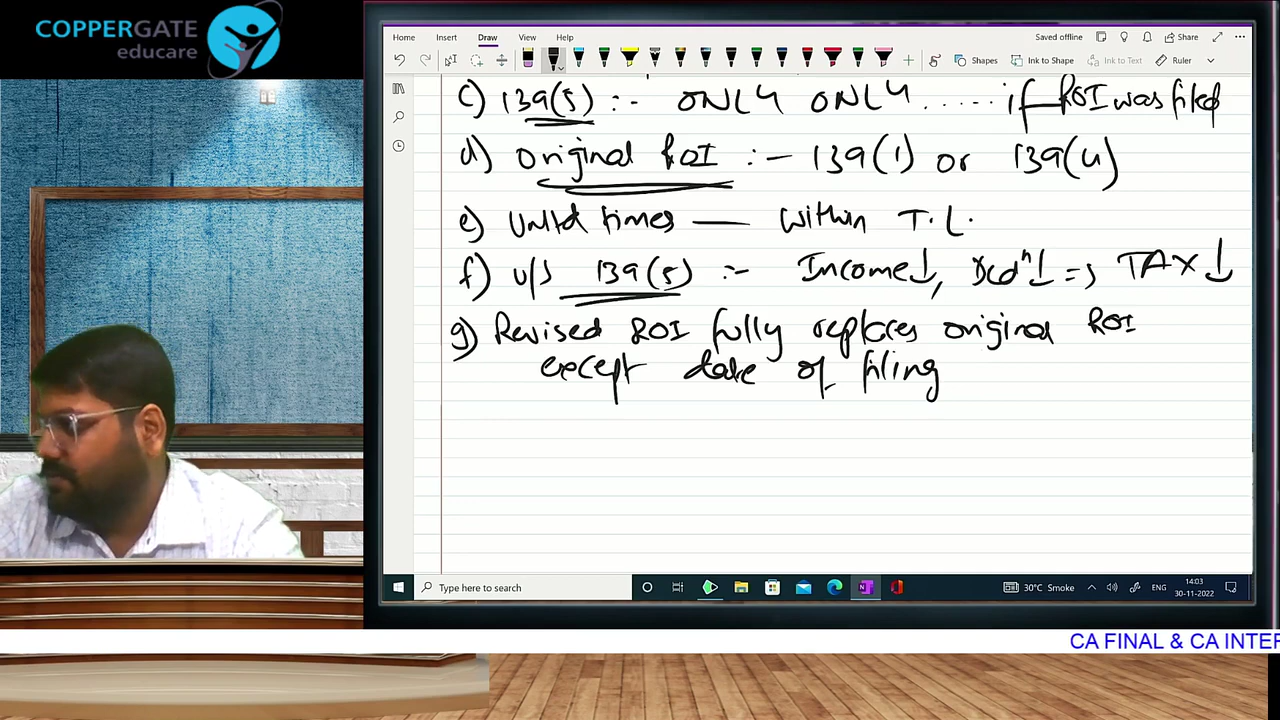 COPPERGATE
educare
Home Insert Draw View Help
Saved offline
Share
Shapes
Ink to Shape
Ink to Text
Ruler
c) 139(5) :- ONLY ONLY ..... if ROI was filed
d) Original ROI :- 139(1) or 139(4)
e) Unltd times — Within T.L.
f) u/s 139(5) :- Income↓, Dedⁿ↓ => TAX ↓
g) Revised ROI fully replaces original ROI
except date of filing
Type here to search
30°C Smoke
ENG
14:03
30-11-2022
CA FINAL & CA INTER